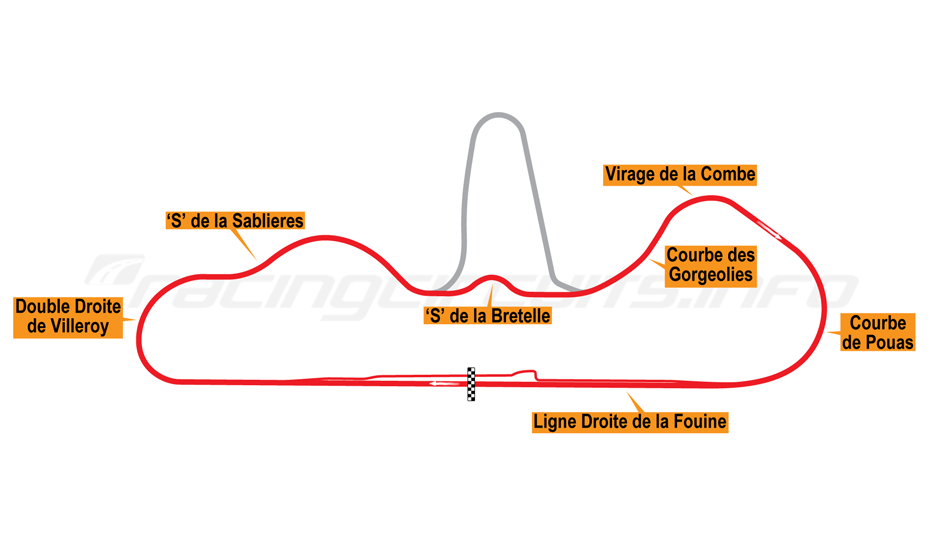 Virage de la Combe
'S' de la Sablieres
Courbe des
Gorgeolies
racingcircuits.info
Double Droite
de Villeroy
'S' de la Bretelle
Courbe
de Pouas
Ligne Droite de la Fouine